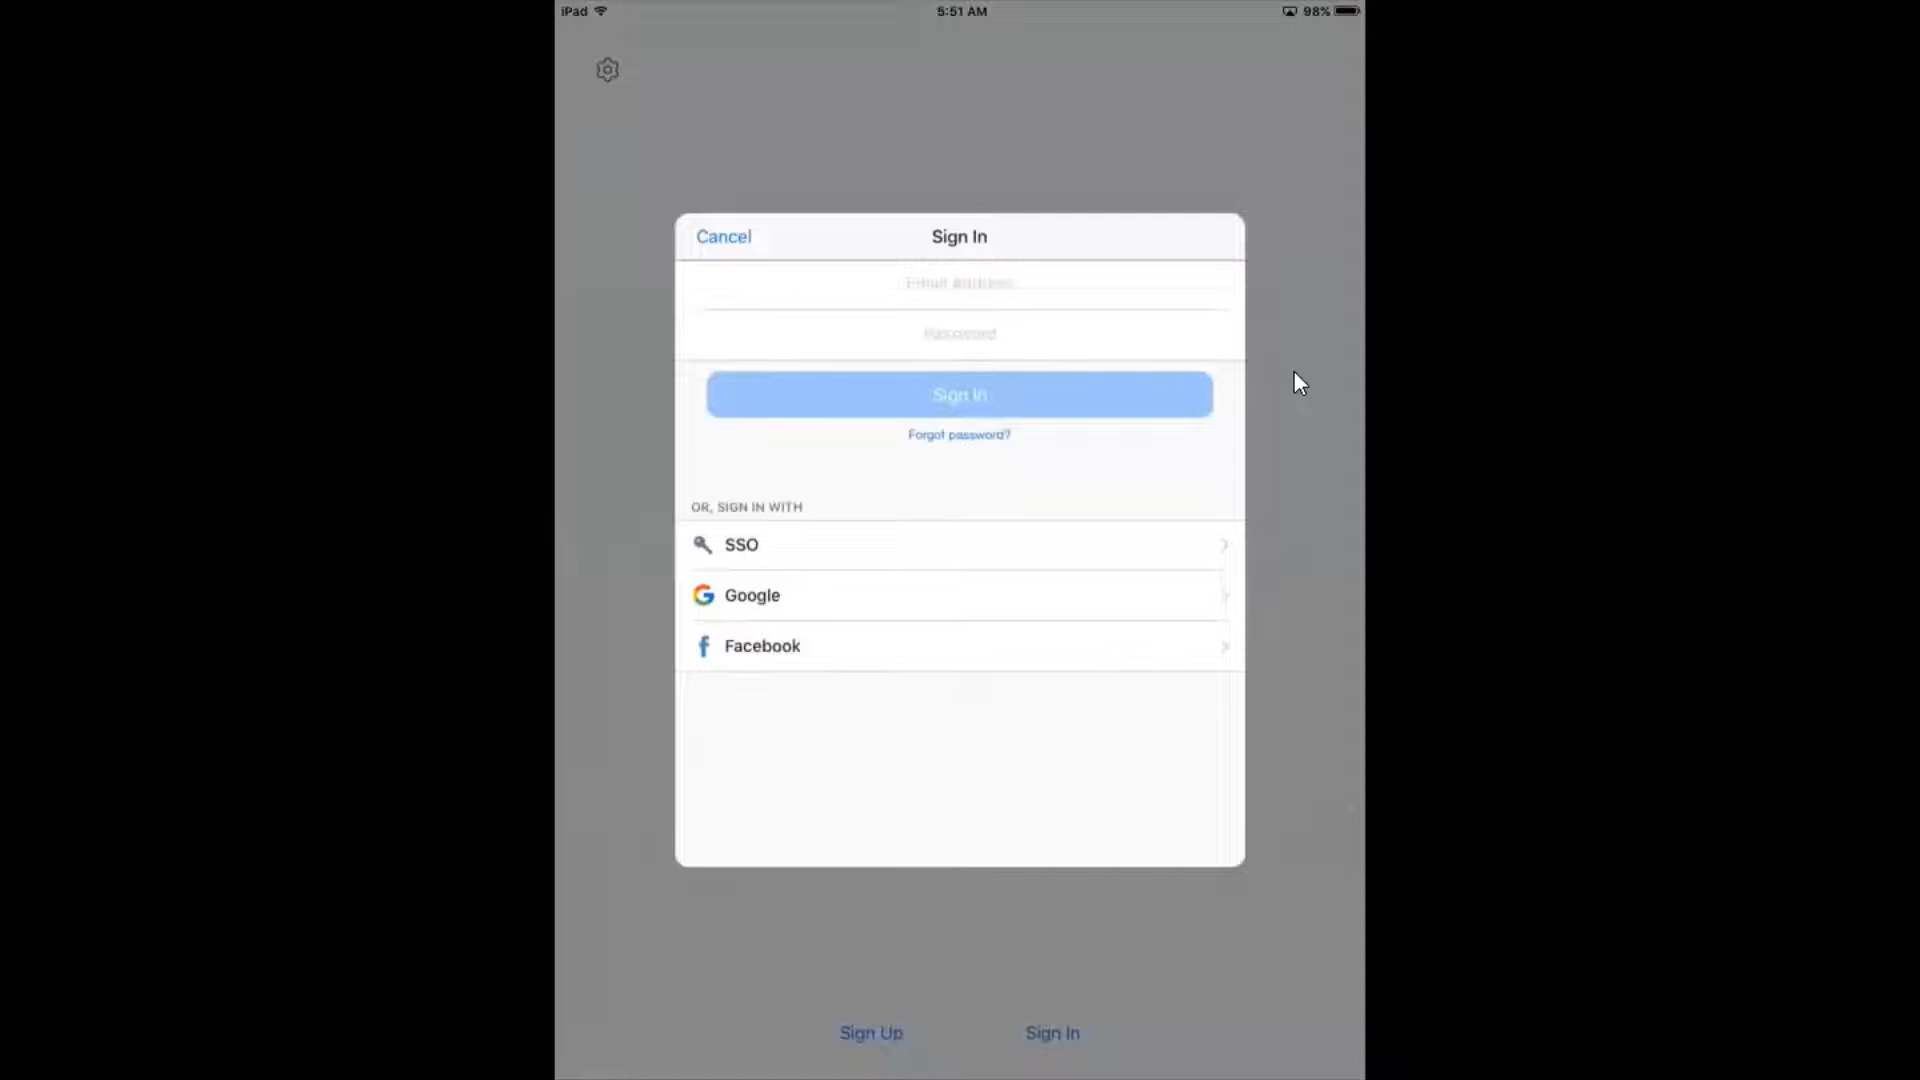 iPad 5:51 AM 98%
Cancel Sign In
Email Address
Password
Sign In
Forgot password?
OR, SIGN IN WITH
SSO
Google
Facebook
Sign Up Sign In